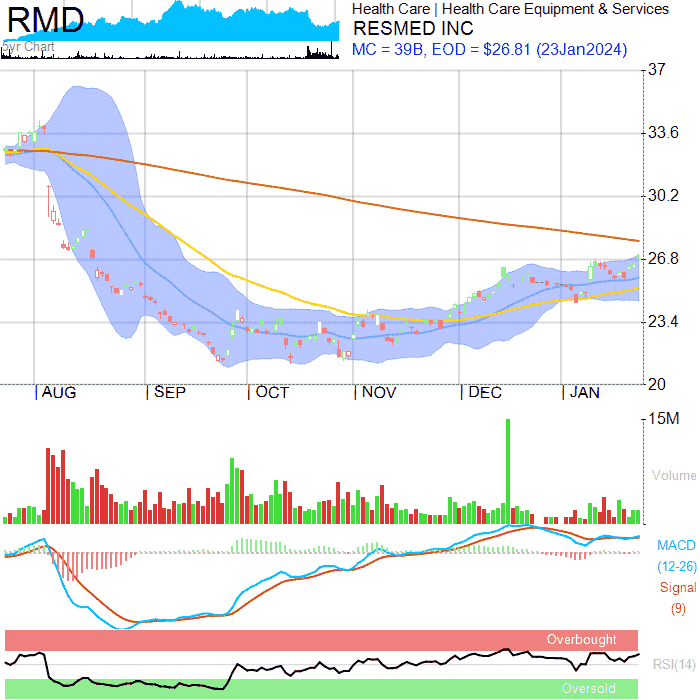 RMD
5yr Chart
Health Care | Health Care Equipment & Services
RESMED INC
MC = 39B, EOD = $26.81 (23Jan2024)
37
33.6
30.2
26.8
23.4
20
| AUG | SEP | OCT | NOV | DEC | JAN
15M
Volume
MACD
(12-26)
Signal
(9)
Overbought
RSI(14)
Oversold